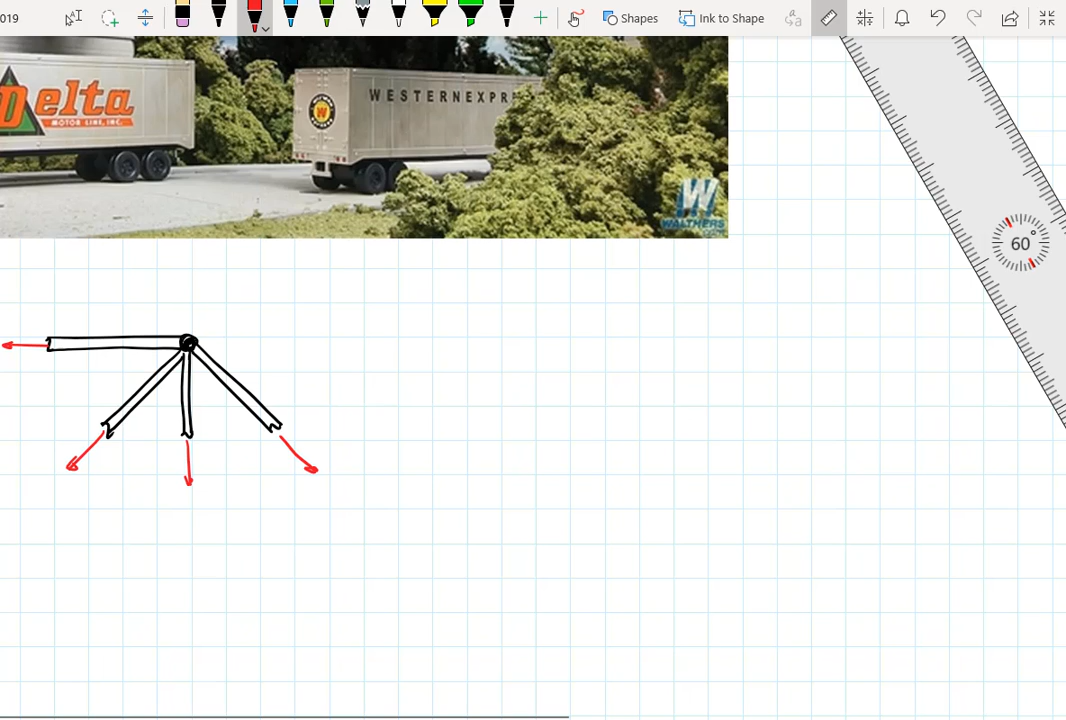 019
Shapes
Ink to Shape
Delta
MOTOR LINE, INC.
WESTERNEXPR
W
W
WALTHERS
60°